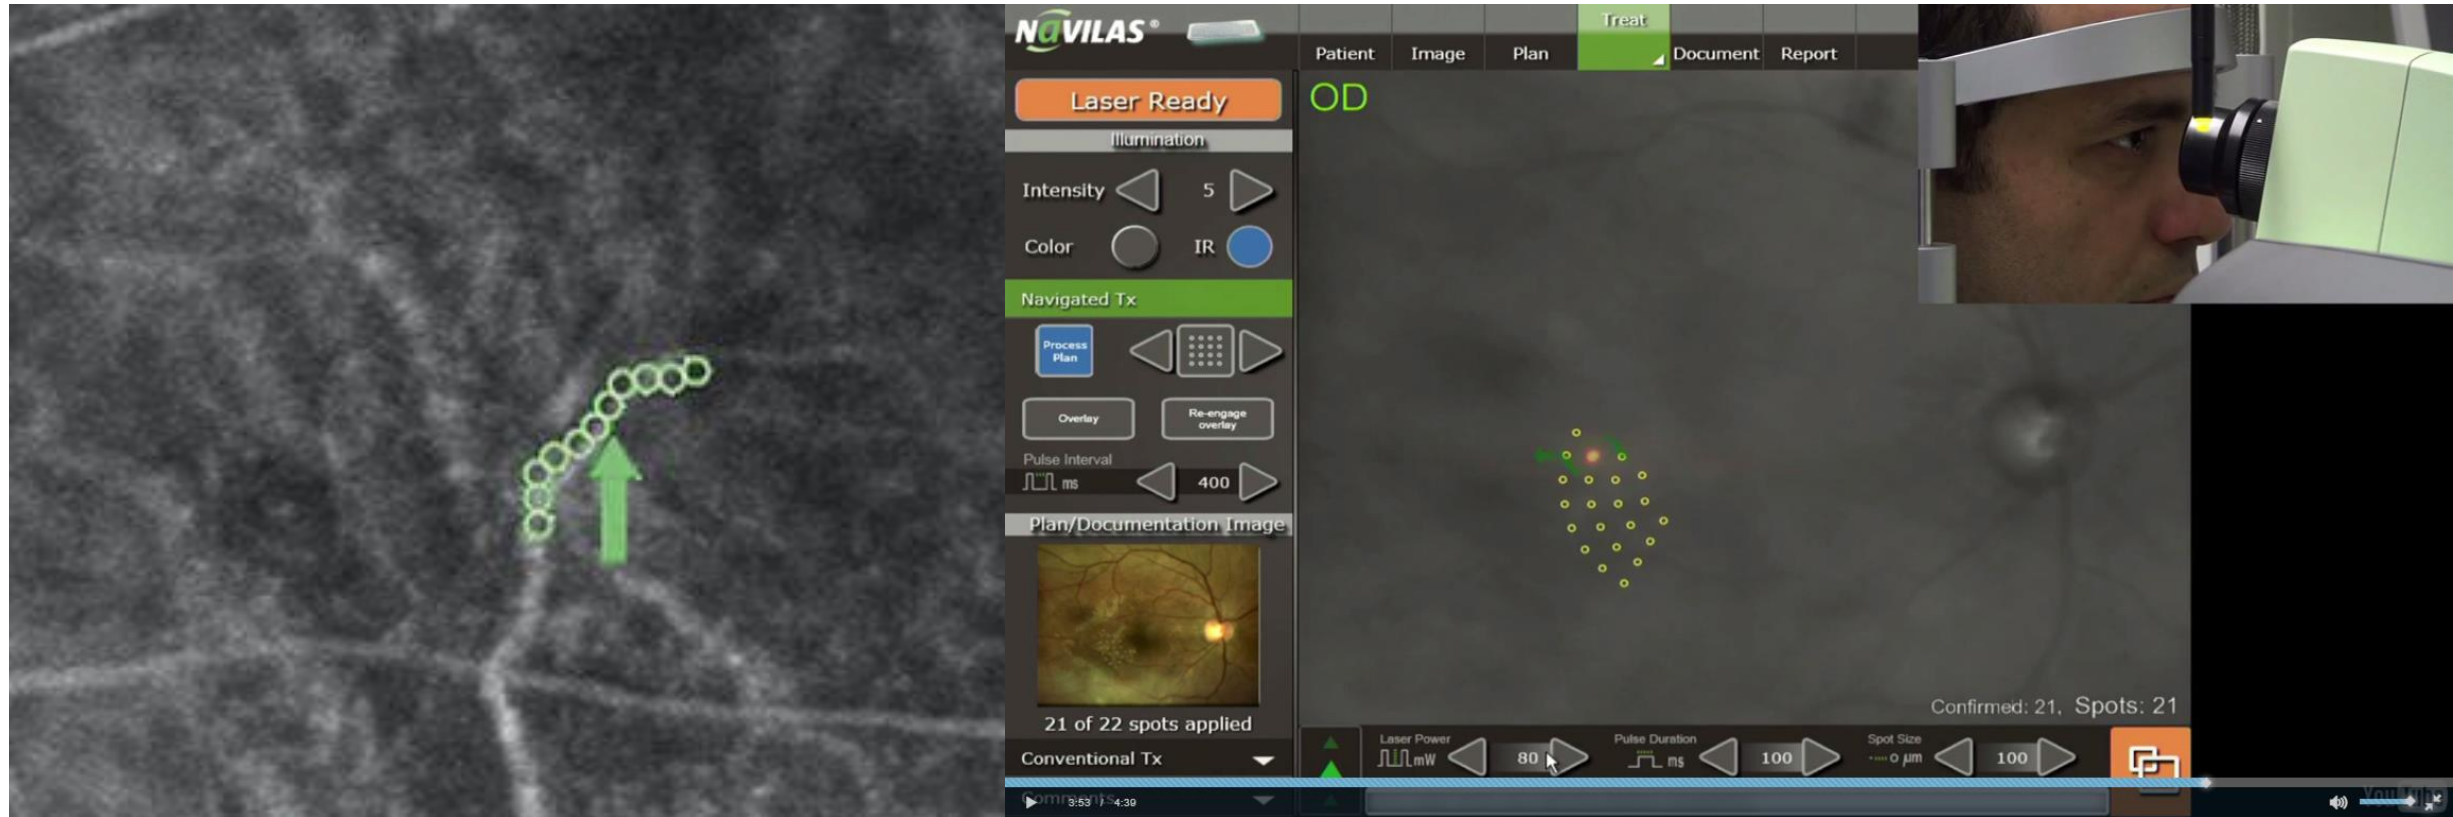 NAVILAS®
Treat
Patient Image Plan Document Report
Laser Ready
OD
Illumination
Intensity 5
Color IR
Navigated Tx
Process
Plan
Overlay
Re-engage
overlay
Pulse Interval
ms 400
Plan/Documentation Image
21 of 22 spots applied
Confirmed: 21, Spots: 21
Conventional Tx
Laser Power
mW 80
Pulse Duration
ms 100
Spot Size
µm 100
Comments
3:53 / 4:39
YouTube